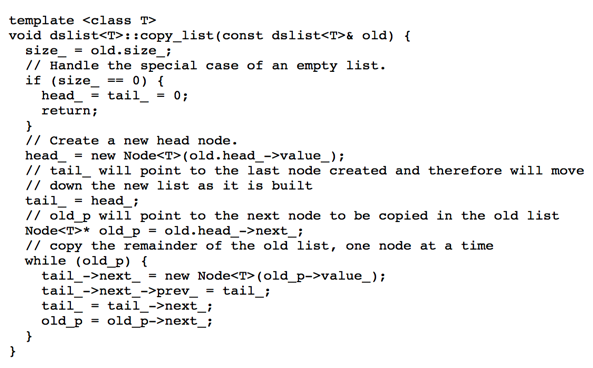 template <class T>
void dslist<T>::copy_list(const dslist<T>& old) {
  size_ = old.size_;
  // Handle the special case of an empty list.
  if (size_ == 0) {
    head_ = tail_ = 0;
    return;
  }
  // Create a new head node.
  head_ = new Node<T>(old.head_->value_);
  // tail_ will point to the last node created and therefore will move
  // down the new list as it is built
  tail_ = head_;
  // old_p will point to the next node to be copied in the old list
  Node<T>* old_p = old.head_->next_;
  // copy the remainder of the old list, one node at a time
  while (old_p) {
    tail_->next_ = new Node<T>(old_p->value_);
    tail_->next_->prev_ = tail_;
    tail_ = tail_->next_;
    old_p = old_p->next_;
  }
}